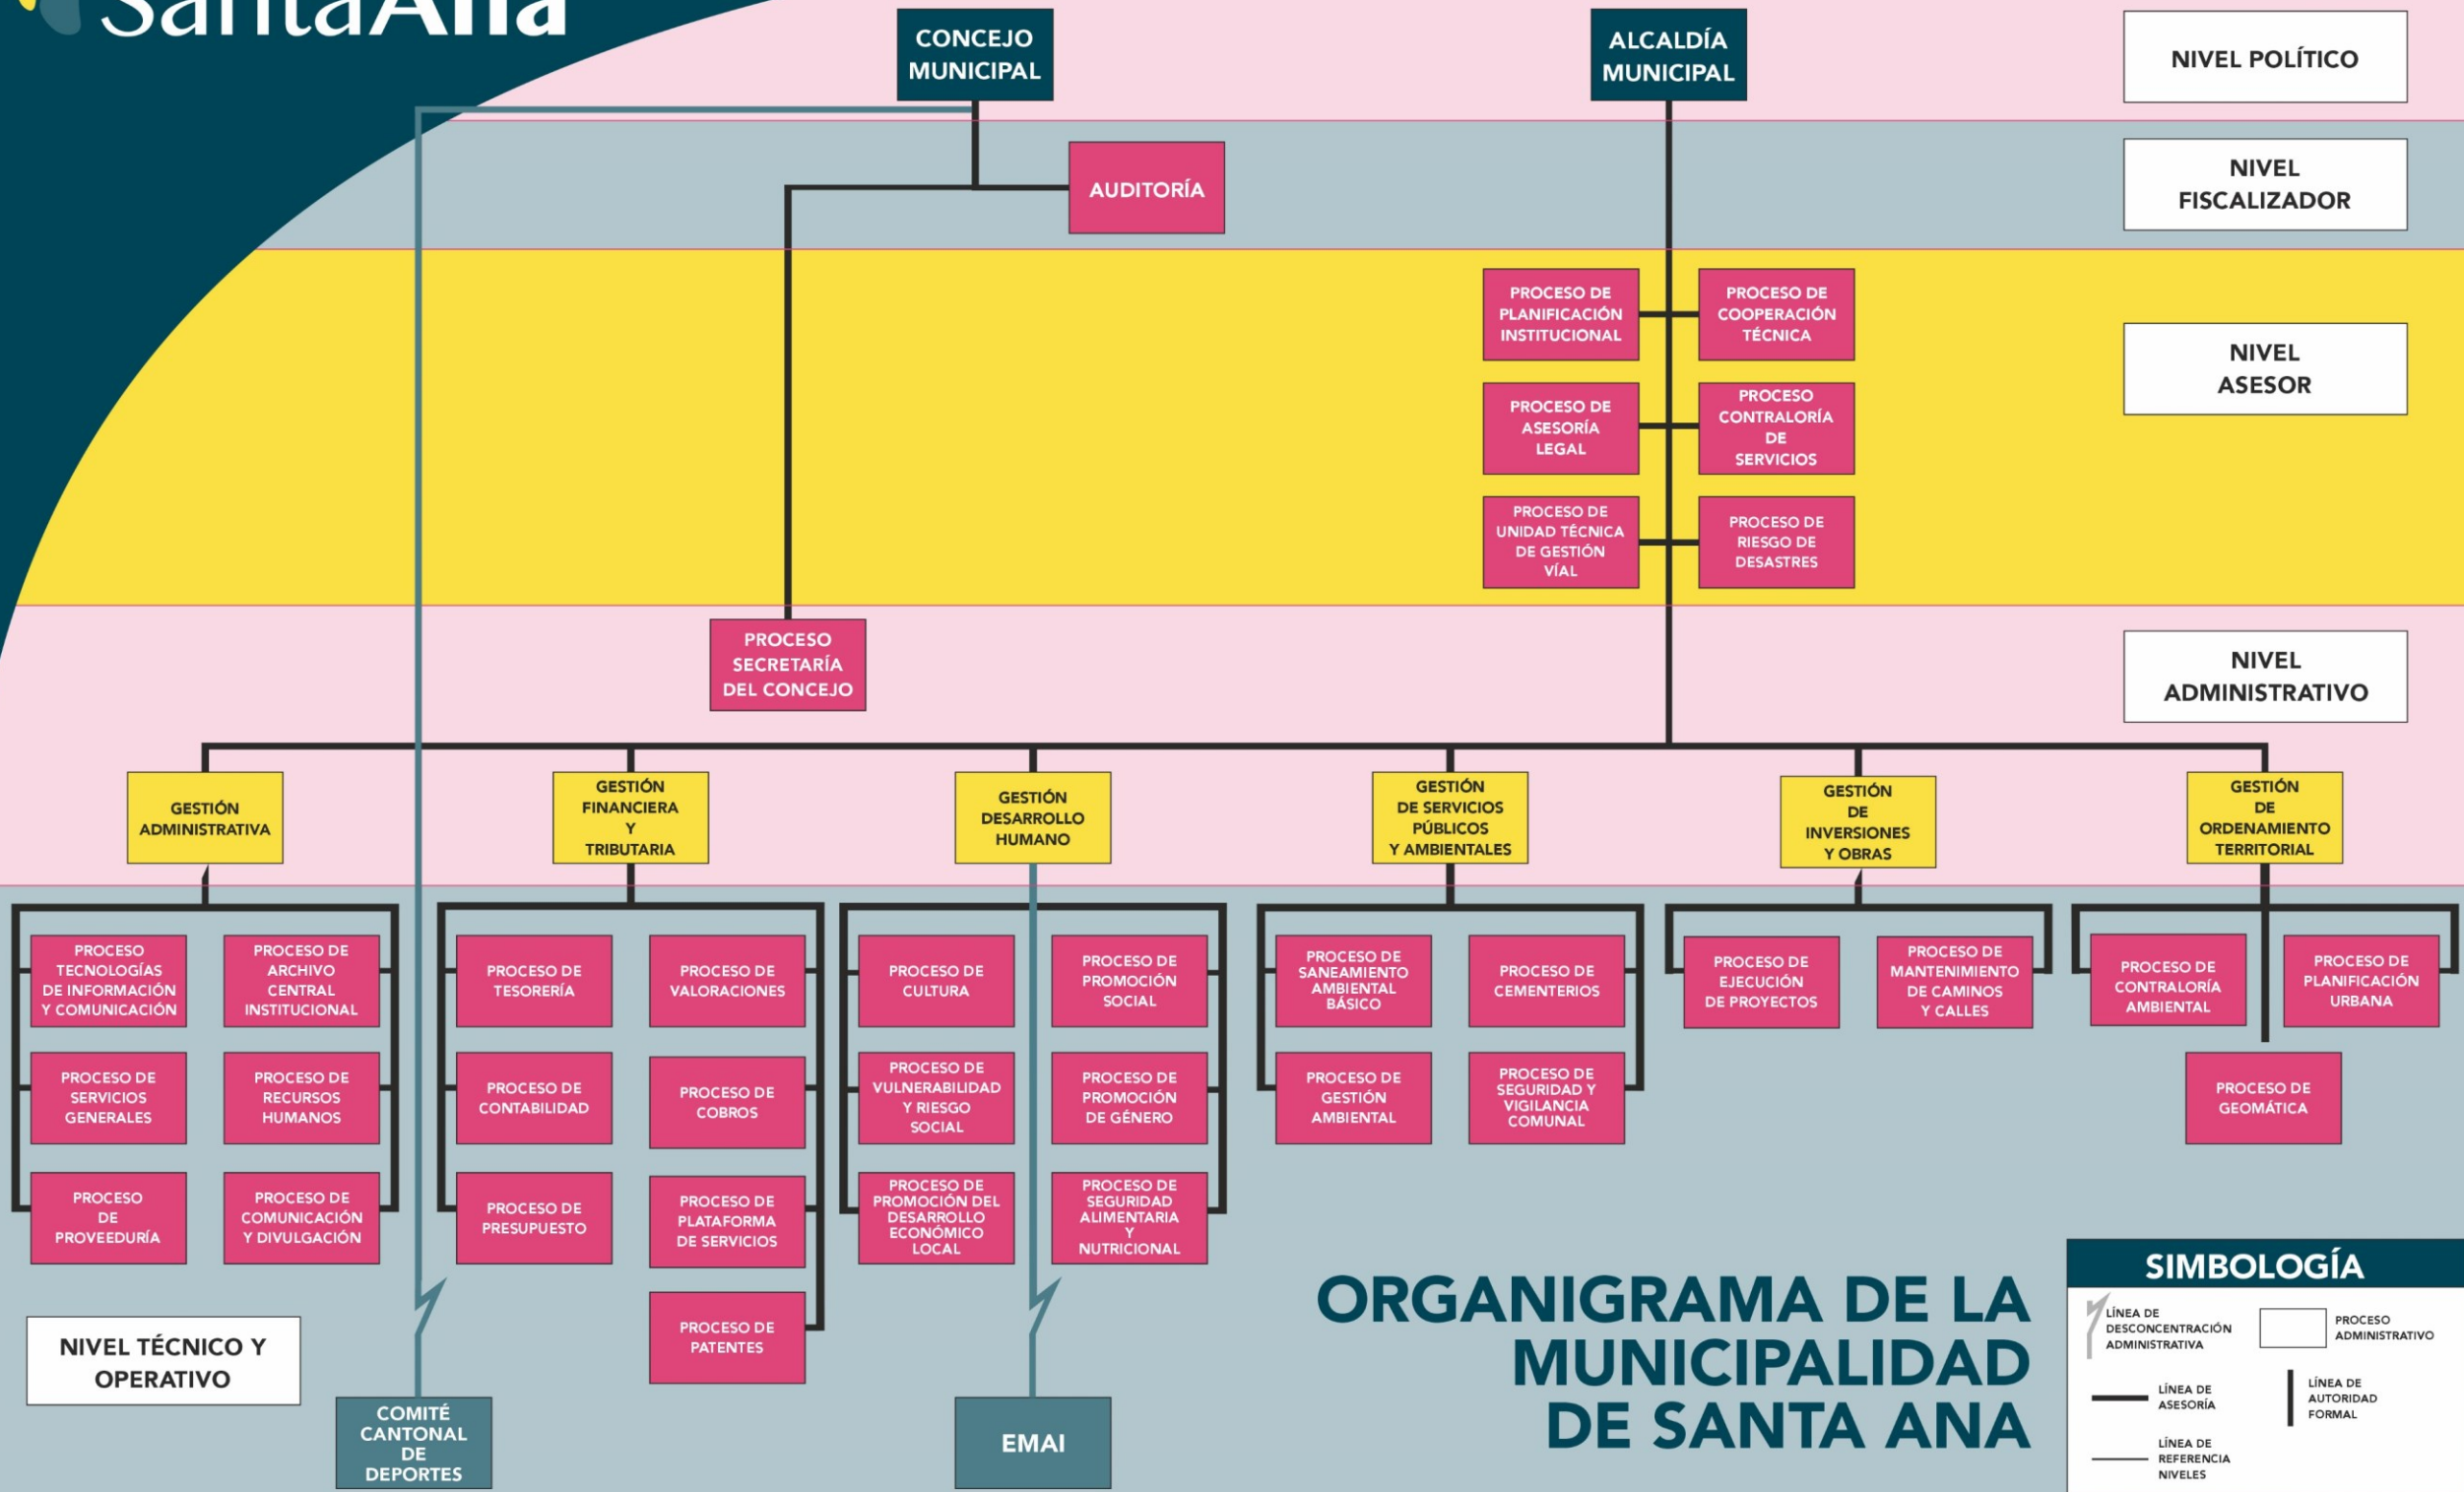 SantaAna
CONCEJO
MUNICIPAL
ALCALDÍA
MUNICIPAL
NIVEL POLÍTICO
AUDITORÍA
NIVEL
FISCALIZADOR
PROCESO DE
PLANIFICACIÓN
INSTITUCIONAL
PROCESO DE
COOPERACIÓN
TÉCNICA
PROCESO DE
ASESORÍA
LEGAL
PROCESO
CONTRALORÍA
DE
SERVICIOS
PROCESO DE
UNIDAD TÉCNICA
DE GESTIÓN
VÍAL
PROCESO DE
RIESGO DE
DESASTRES
NIVEL
ASESOR
PROCESO
SECRETARÍA
DEL CONCEJO
NIVEL
ADMINISTRATIVO
GESTIÓN
ADMINISTRATIVA
GESTIÓN
FINANCIERA
Y
TRIBUTARIA
GESTIÓN
DESARROLLO
HUMANO
GESTIÓN
DE SERVICIOS
PÚBLICOS
Y AMBIENTALES
GESTIÓN
DE
INVERSIONES
Y OBRAS
GESTIÓN
DE
ORDENAMIENTO
TERRITORIAL
PROCESO
TECNOLOGÍAS
DE INFORMACIÓN
Y COMUNICACIÓN
PROCESO DE
ARCHIVO
CENTRAL
INSTITUCIONAL
PROCESO DE
SERVICIOS
GENERALES
PROCESO DE
RECURSOS
HUMANOS
PROCESO
DE
PROVEEDURÍA
PROCESO DE
COMUNICACIÓN
Y DIVULGACIÓN
PROCESO DE
TESORERÍA
PROCESO DE
VALORACIONES
PROCESO DE
CONTABILIDAD
PROCESO DE
COBROS
PROCESO DE
PRESUPUESTO
PROCESO DE
PLATAFORMA
DE SERVICIOS
PROCESO DE
PATENTES
PROCESO DE
CULTURA
PROCESO DE
PROMOCIÓN
SOCIAL
PROCESO DE
VULNERABILIDAD
Y RIESGO
SOCIAL
PROCESO DE
PROMOCIÓN
DE GÉNERO
PROCESO DE
PROMOCIÓN DEL
DESARROLLO
ECONÓMICO
LOCAL
PROCESO DE
SEGURIDAD
ALIMENTARIA
Y
NUTRICIONAL
PROCESO DE
SANEAMIENTO
AMBIENTAL
BÁSICO
PROCESO DE
CEMENTERIOS
PROCESO DE
GESTIÓN
AMBIENTAL
PROCESO DE
SEGURIDAD Y
VIGILANCIA
COMUNAL
PROCESO DE
EJECUCIÓN
DE PROYECTOS
PROCESO DE
MANTENIMIENTO
DE CAMINOS
Y CALLES
PROCESO DE
CONTRALORÍA
AMBIENTAL
PROCESO DE
PLANIFICACIÓN
URBANA
PROCESO DE
GEOMÁTICA
NIVEL TÉCNICO Y
OPERATIVO
COMITÉ
CANTONAL
DE
DEPORTES
EMAI
ORGANIGRAMA DE LA
MUNICIPALIDAD
DE SANTA ANA
SIMBOLOGÍA
LÍNEA DE
DESCONCENTRACIÓN
ADMINISTRATIVA
PROCESO
ADMINISTRATIVO
LÍNEA DE
ASESORÍA
LÍNEA DE
AUTORIDAD
FORMAL
LÍNEA DE
REFERENCIA
NIVELES